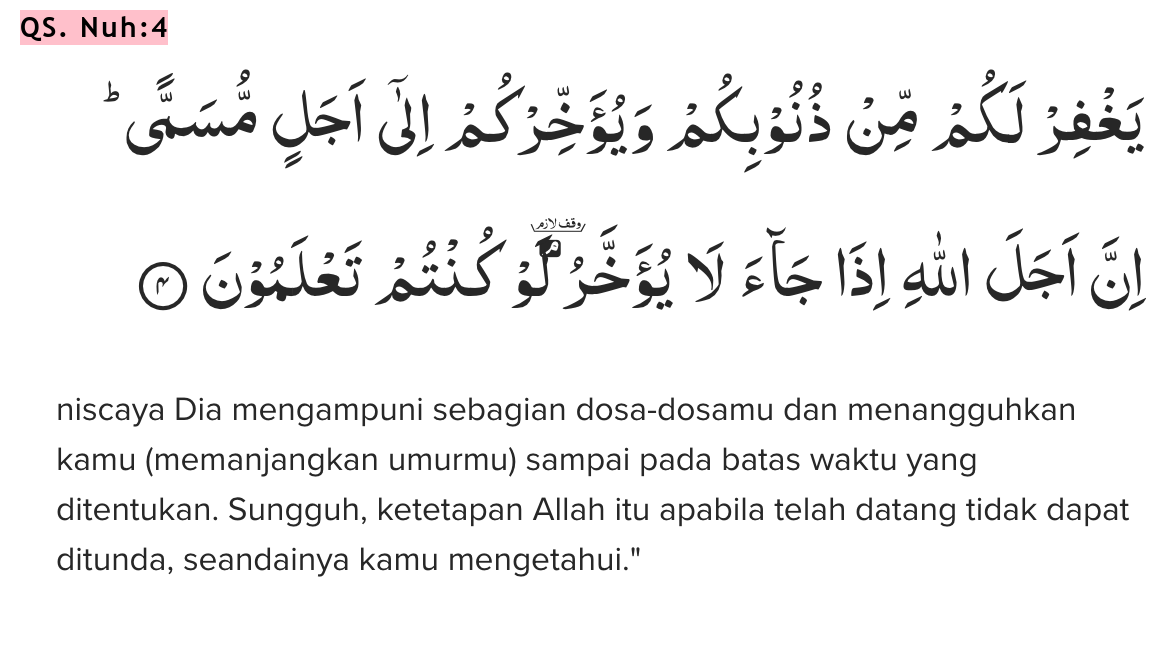 QS. Nuh:4
يَغْفِرْ لَكُمْ مِّنْ ذُنُوْبِكُمْ وَيُؤَخِّرْكُمْ اِلٰٓى اَجَلٍ مُّسَمًّىۗ
اِنَّ اَجَلَ اللّٰهِ اِذَا جَاۤءَ لَا يُؤَخَّرُۘ لَوْ كُنْتُمْ تَعْلَمُوْنَ ۝٤
وقف لازم
niscaya Dia mengampuni sebagian dosa-dosamu dan menangguhkan
kamu (memanjangkan umurmu) sampai pada batas waktu yang
ditentukan. Sungguh, ketetapan Allah itu apabila telah datang tidak dapat
ditunda, seandainya kamu mengetahui."